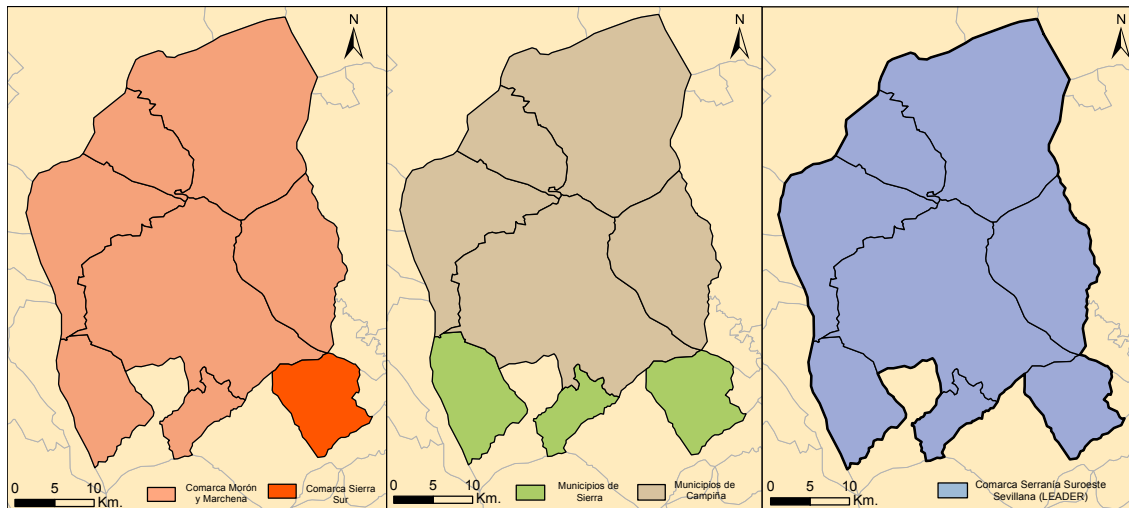 N
N
N
0 5 10 Km.
Comarca Morón
y Marchena
Comarca Sierra
Sur
0 5 10 Km.
Municipios de
Sierra
Municipios de
Campiña
0 5 10 Km.
Comarca Serranía Suroeste
Sevillana (LEADER)